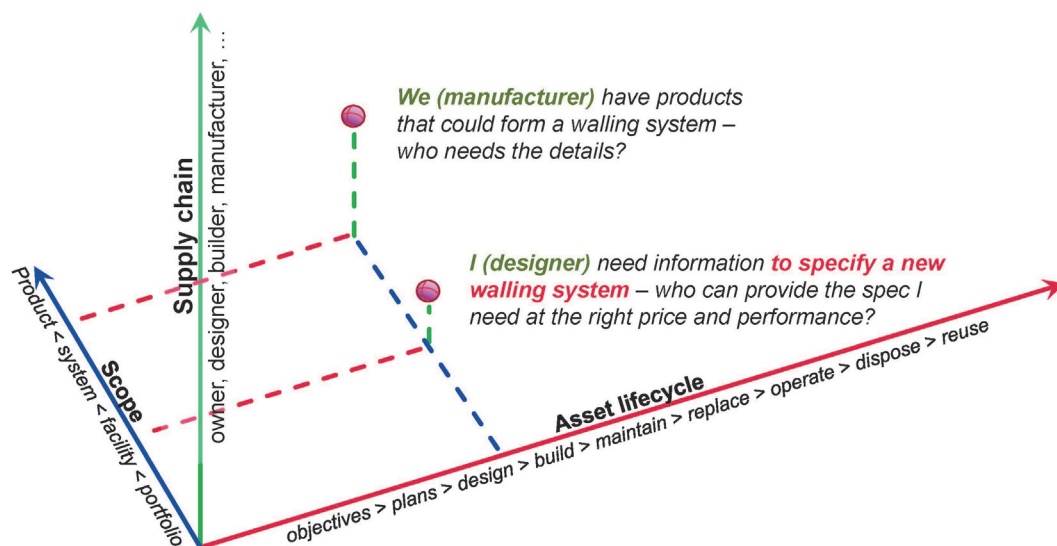 Supply chain
owner, designer, builder, manufacturer, ...
We (manufacturer) have products
that could form a walling system –
who needs the details?
I (designer) need information to specify a new
walling system – who can provide the spec I
need at the right price and performance?
Scope
Product < system < facility < portfolio
Asset lifecycle
objectives > plans > design > build > maintain > replace > operate > dispose > reuse